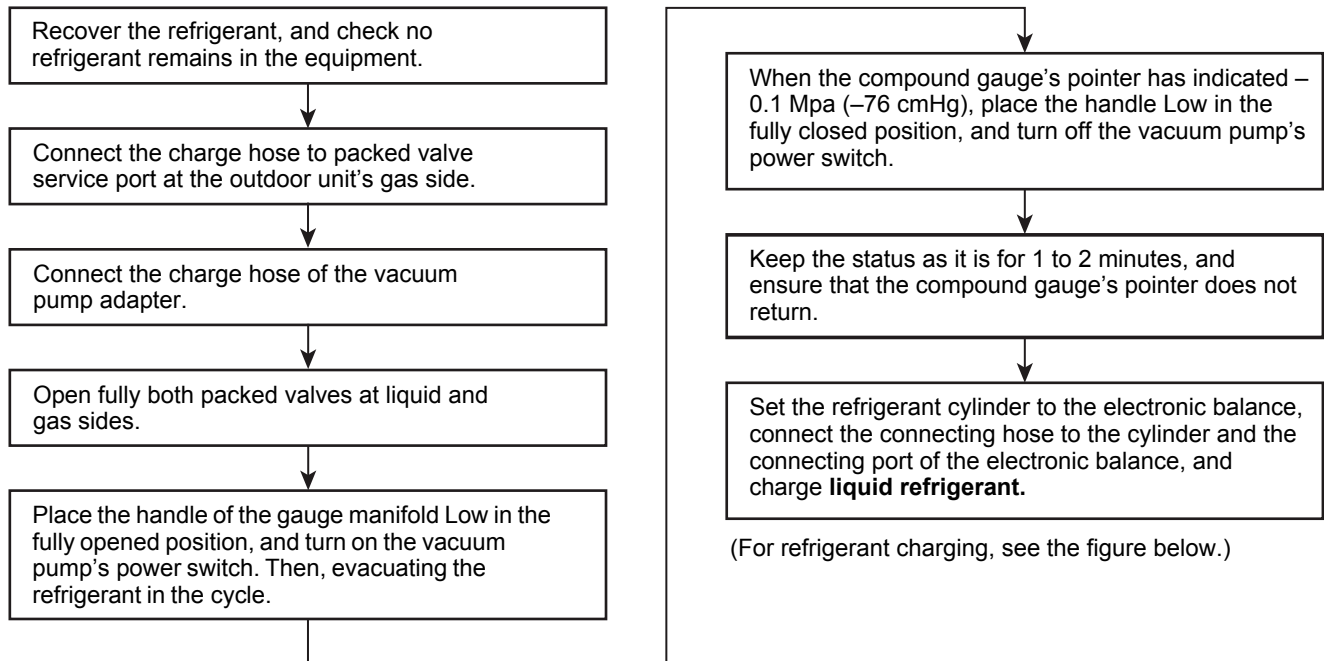 Recover the refrigerant, and check no
refrigerant remains in the equipment.
Connect the charge hose to packed valve
service port at the outdoor unit’s gas side.
Connect the charge hose of the vacuum
pump adapter.
Open fully both packed valves at liquid and
gas sides.
Place the handle of the gauge manifold Low in the
fully opened position, and turn on the vacuum
pump’s power switch. Then, evacuating the
refrigerant in the cycle.
When the compound gauge’s pointer has indicated –
0.1 Mpa (–76 cmHg), place the handle Low in the
fully closed position, and turn off the vacuum pump’s
power switch.
Keep the status as it is for 1 to 2 minutes, and
ensure that the compound gauge’s pointer does not
return.
Set the refrigerant cylinder to the electronic balance,
connect the connecting hose to the cylinder and the
connecting port of the electronic balance, and
charge liquid refrigerant.
(For refrigerant charging, see the figure below.)